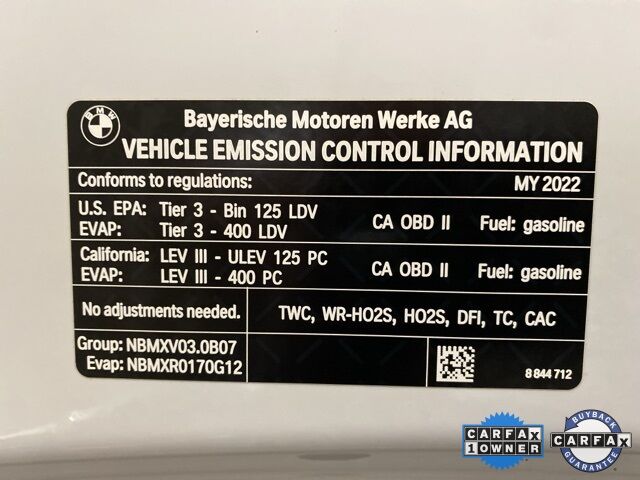 BMW
Bayerische Motoren Werke AG
VEHICLE EMISSION CONTROL INFORMATION
Conforms to regulations: MY 2022
U.S. EPA: Tier 3 - Bin 125 LDV CA OBD II Fuel: gasoline
EVAP: Tier 3 - 400 LDV
California: LEV III - ULEV 125 PC CA OBD II Fuel: gasoline
EVAP: LEV III - 400 PC
No adjustments needed. TWC, WR-HO2S, HO2S, DFI, TC, CAC
Group: NBMXV03.0B07
Evap: NBMXR0170G12
8 844 712
CARFAX
1 OWNER
BUYBACK
CARFAX
GUARANTEE